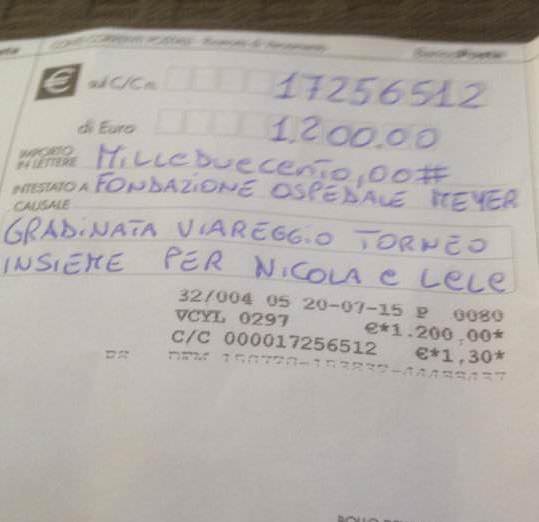 € sul C/C n. 17256512
di Euro 1.200.00
IMPORTO IN LETTERE MILLEDUECENTO,00#
INTESTATO A FONDAZIONE OSPEDALE MEYER
CAUSALE
GRADINATA VIAREGGIO TORNEO
INSIEME PER NICOLA e LELE
32/004 05 20-07-15 P 0080
VCYL 0297 €*1.200,00*
C/C 000017256512 €*1,30*